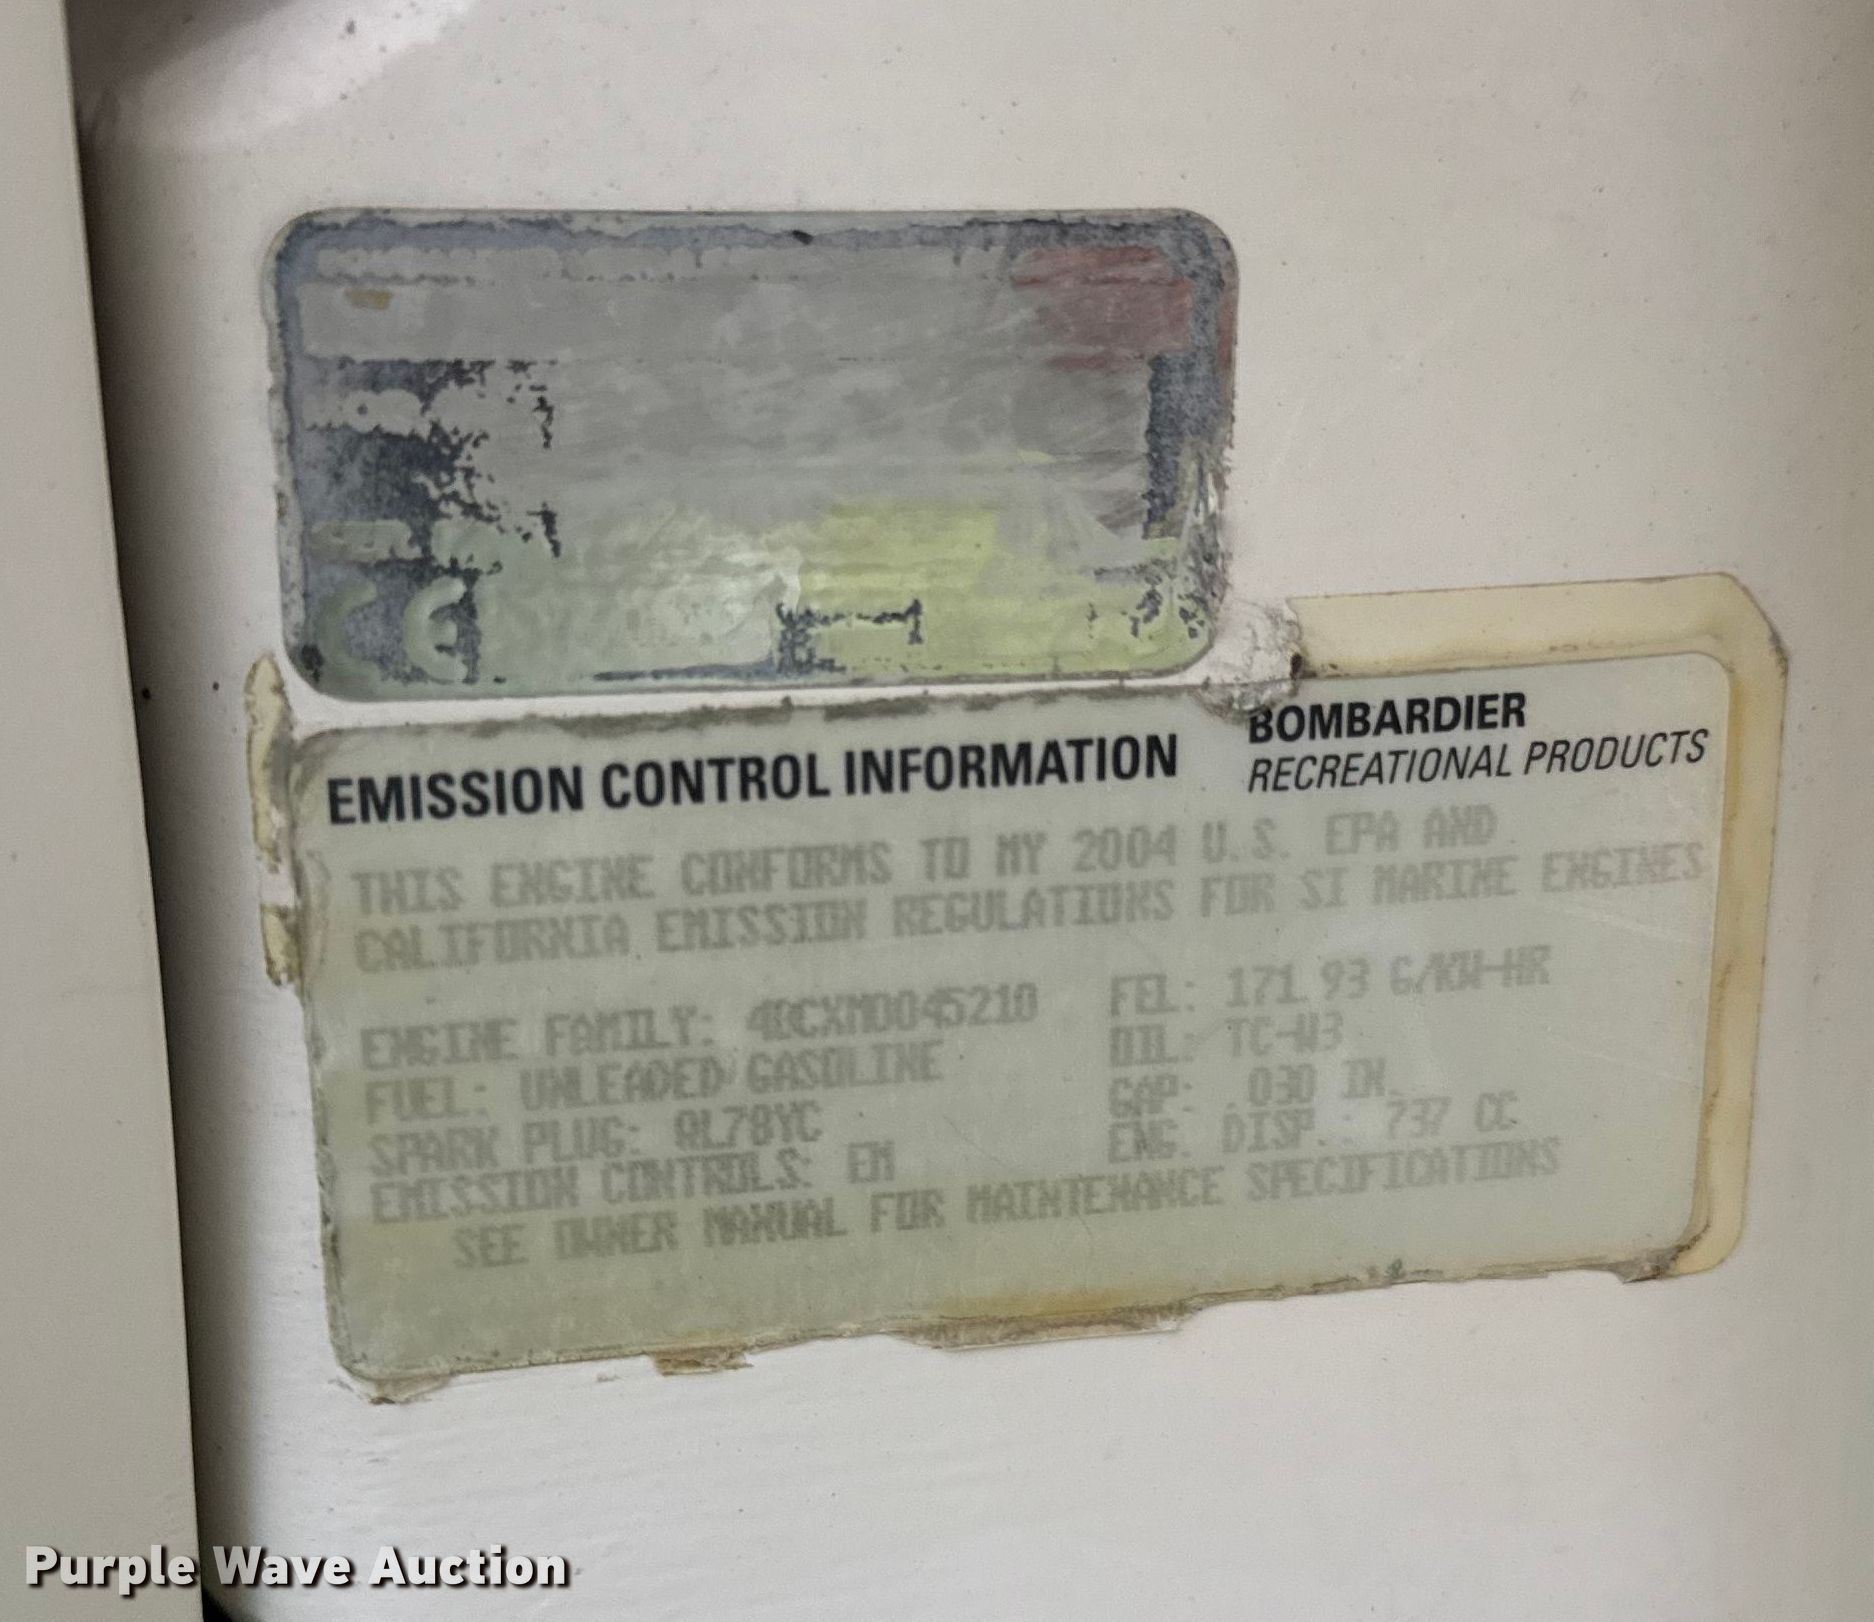 CE
EMISSION CONTROL INFORMATION
BOMBARDIER
RECREATIONAL PRODUCTS
THIS ENGINE CONFORMS TO MY 2004 U.S. EPA AND
CALIFORNIA EMISSION REGULATIONS FOR SI MARINE ENGINES
ENGINE FAMILY: 4BCXM0045210 FEL: 171.93 G/KW-HR
FUEL: UNLEADED GASOLINE OIL: TC-W3
SPARK PLUG: QL78YC GAP: .030 IN.
EMISSION CONTROLS: EM ENG. DISP.: 737 CC
SEE OWNER MANUAL FOR MAINTENANCE SPECIFICATIONS
Purple Wave Auction